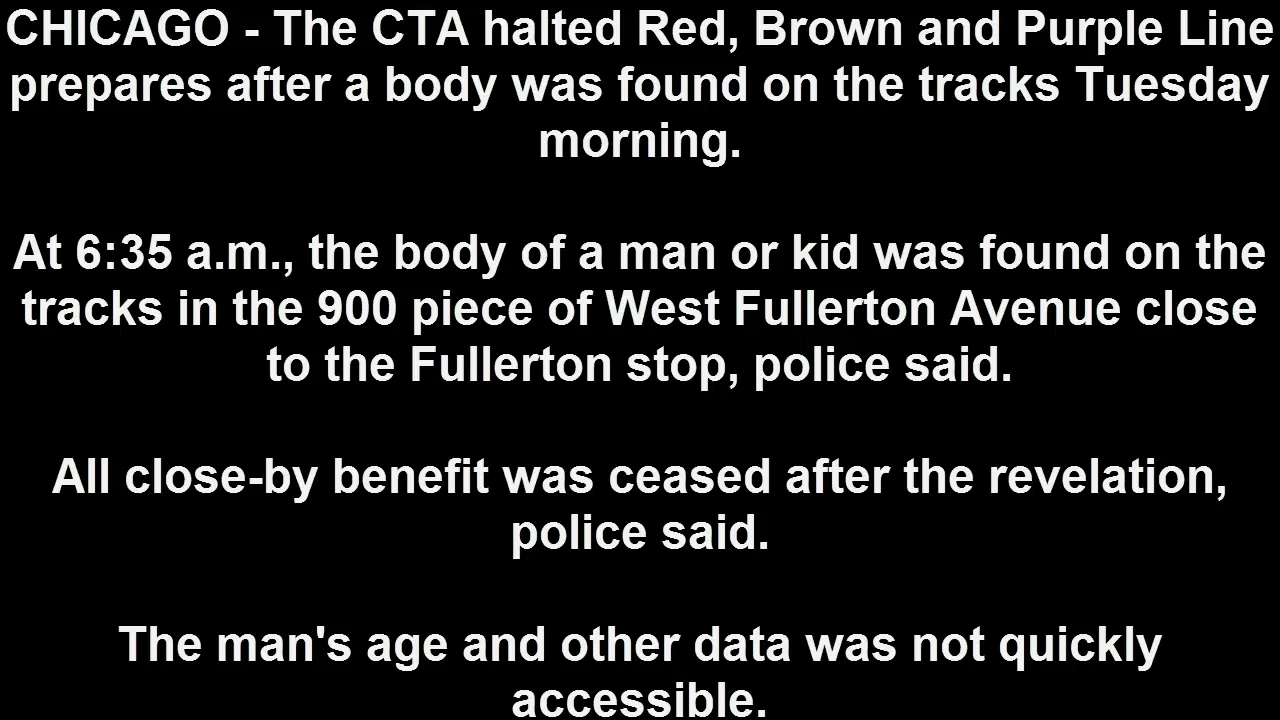 CHICAGO - The CTA halted Red, Brown and Purple Line
prepares after a body was found on the tracks Tuesday
morning.
At 6:35 a.m., the body of a man or kid was found on the
tracks in the 900 piece of West Fullerton Avenue close
to the Fullerton stop, police said.
All close-by benefit was ceased after the revelation,
police said.
The man's age and other data was not quickly
accessible.